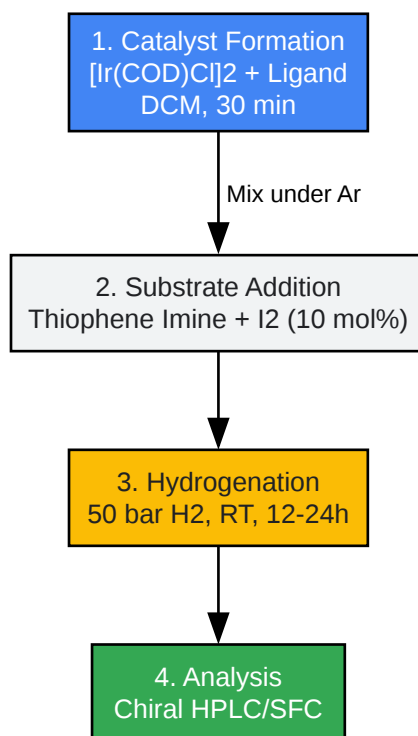 1. Catalyst Formation
[Ir(COD)Cl]2 + Ligand
DCM, 30 min
Mix under Ar
2. Substrate Addition
Thiophene Imine + I2 (10 mol%)
3. Hydrogenation
50 bar H2, RT, 12-24h
4. Analysis
Chiral HPLC/SFC